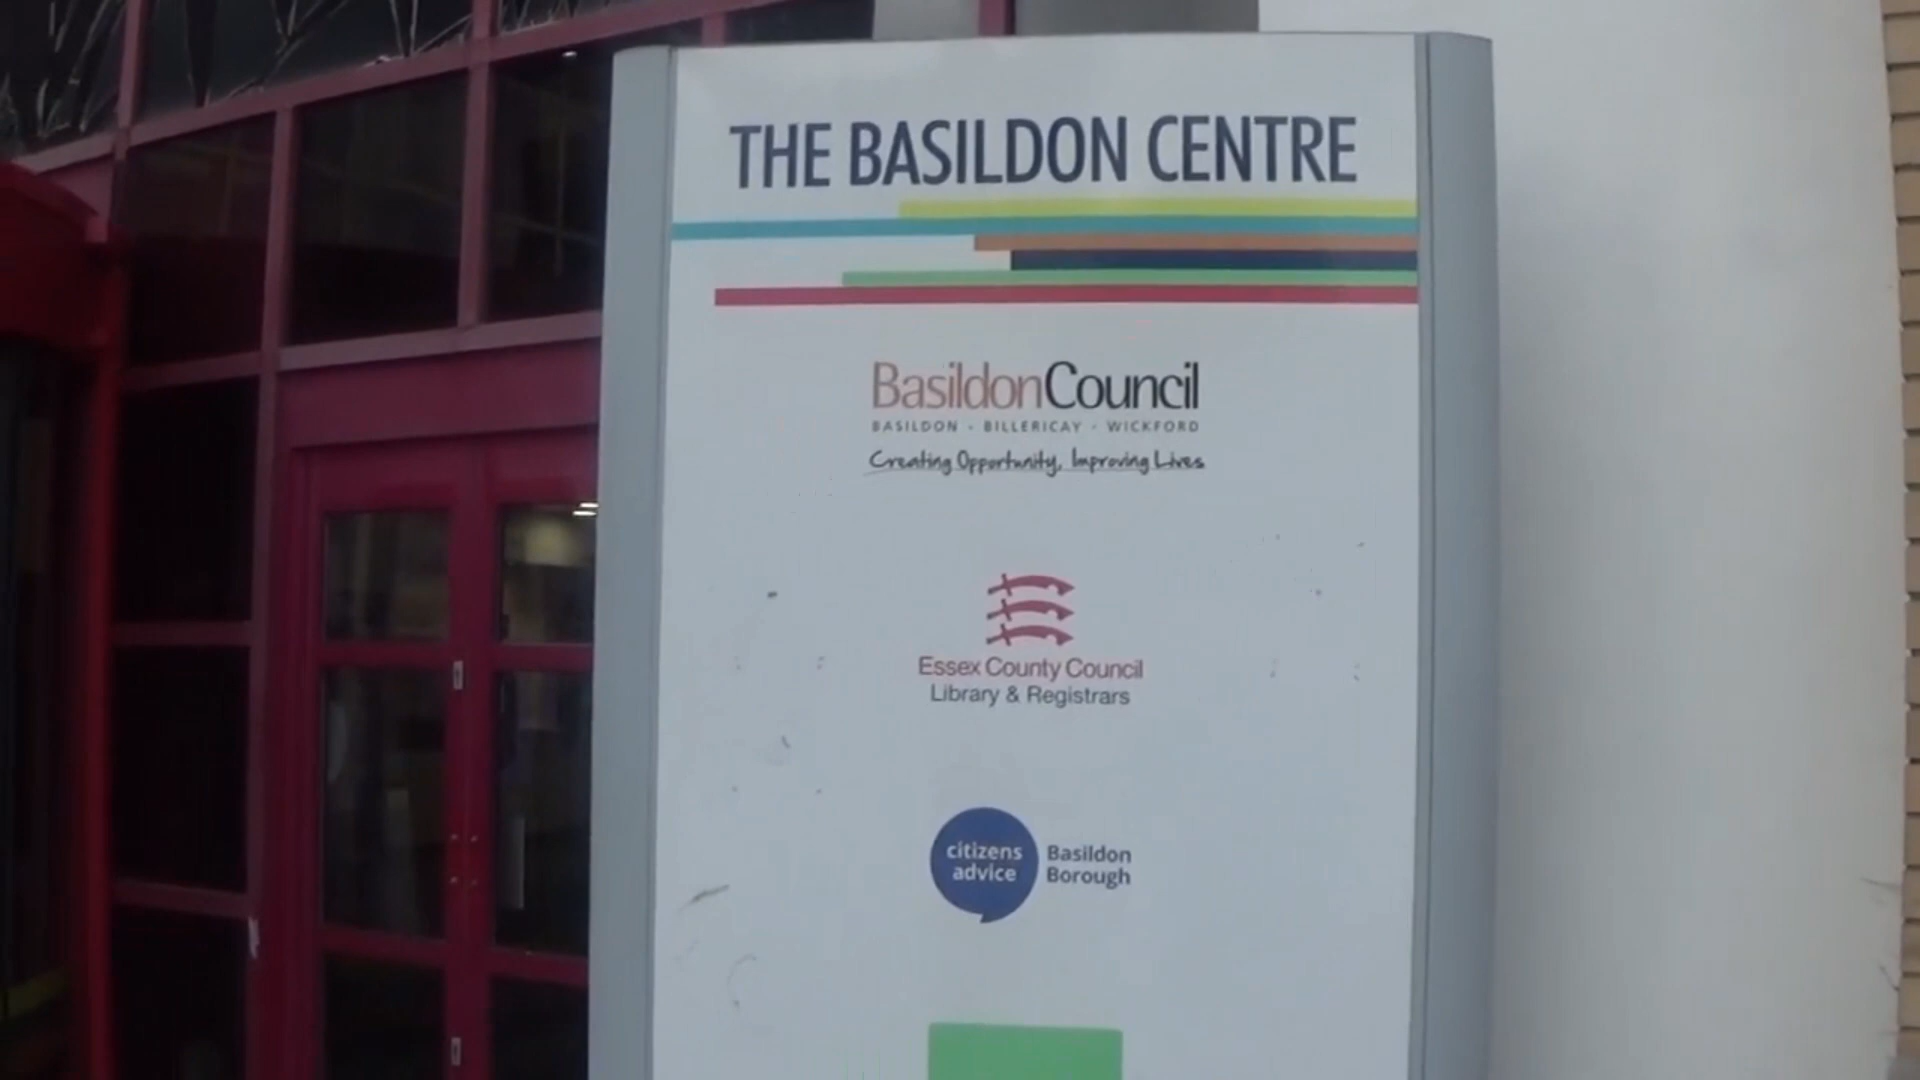 THE BASILDON CENTRE
BasildonCouncil
BASILDON - BILLERICAY - WICKFORD
Creating Opportunity, Improving Lives
Essex County Council
Library & Registrars
citizens
advice
Basildon
Borough